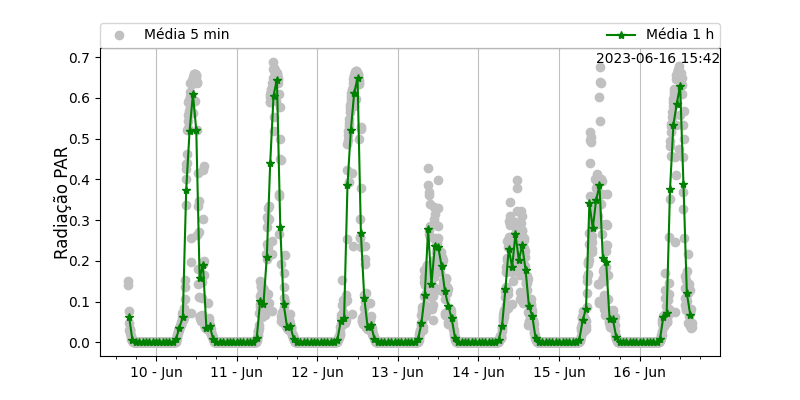 Média 5 min
Média 1 h
2023-06-16 15:42
0.7
0.6
0.5
0.4
0.3
0.2
0.1
0.0
Radiação PAR
10 - Jun
11 - Jun
12 - Jun
13 - Jun
14 - Jun
15 - Jun
16 - Jun